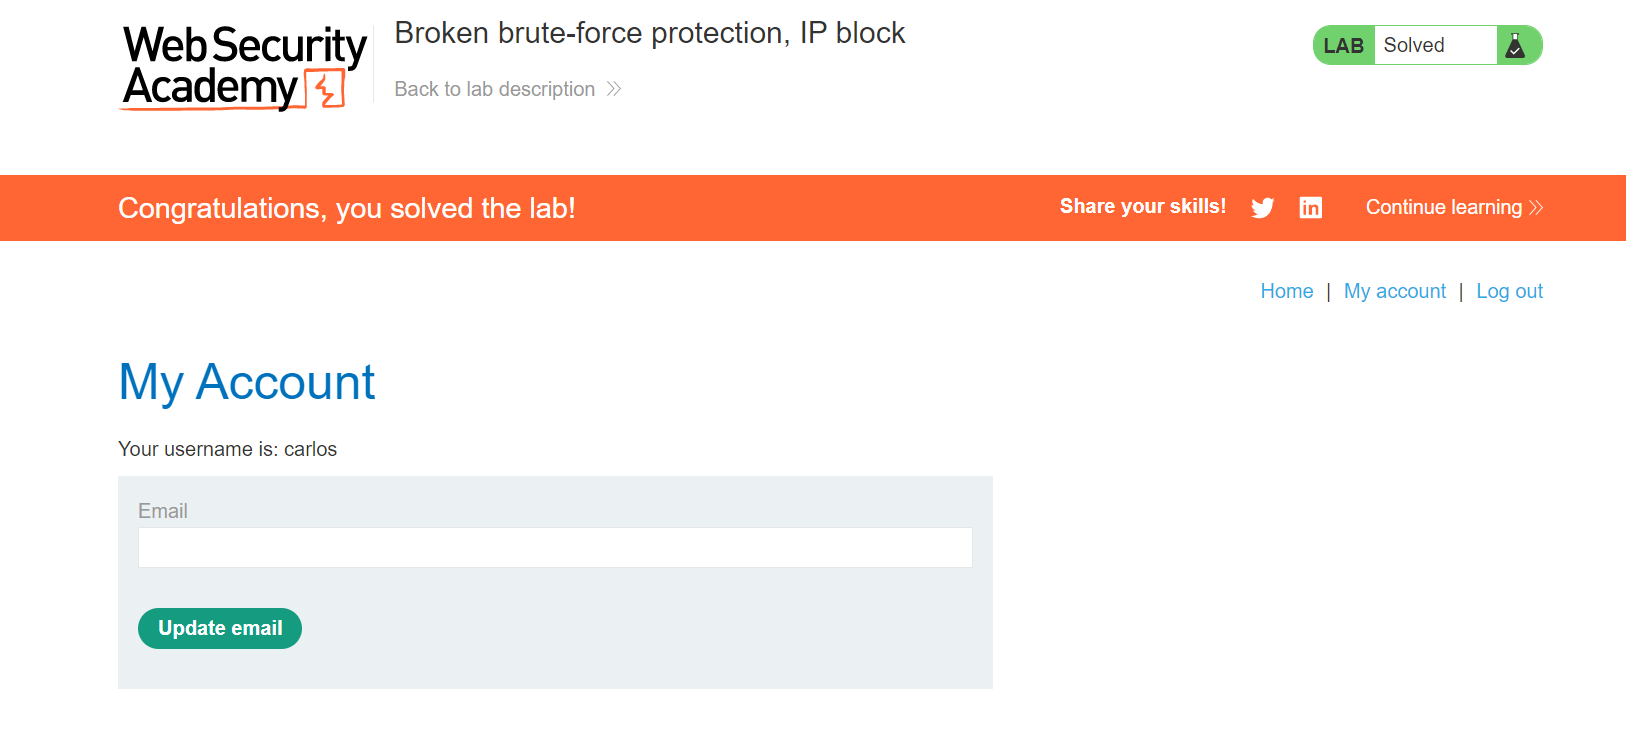 Web Security
Academy
Broken brute-force protection, IP block
Back to lab description
LAB Solved
Congratulations, you solved the lab!
Share your skills!
Continue learning
Home | My account | Log out
My Account
Your username is: carlos
Email
Update email